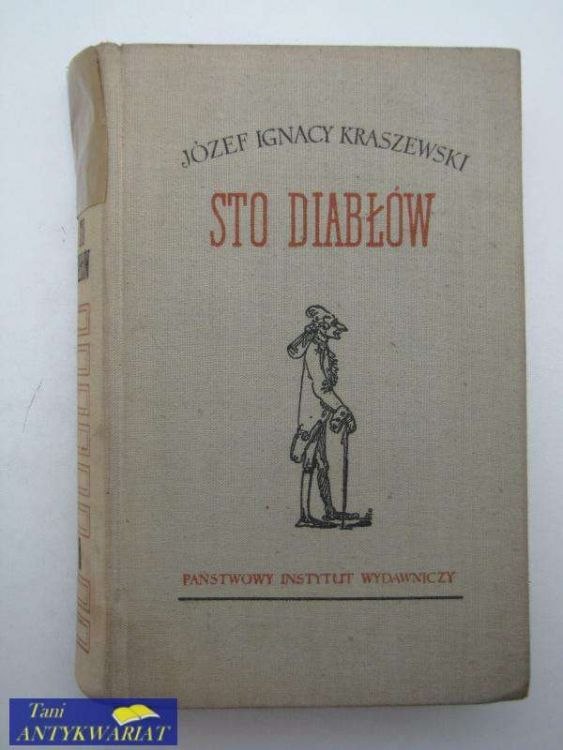 JÓZEF IGNACY KRASZEWSKI
STO DIABŁÓW
PAŃSTWOWY INSTYTUT WYDAWNICZY
Tani
ANTYKWARIAT